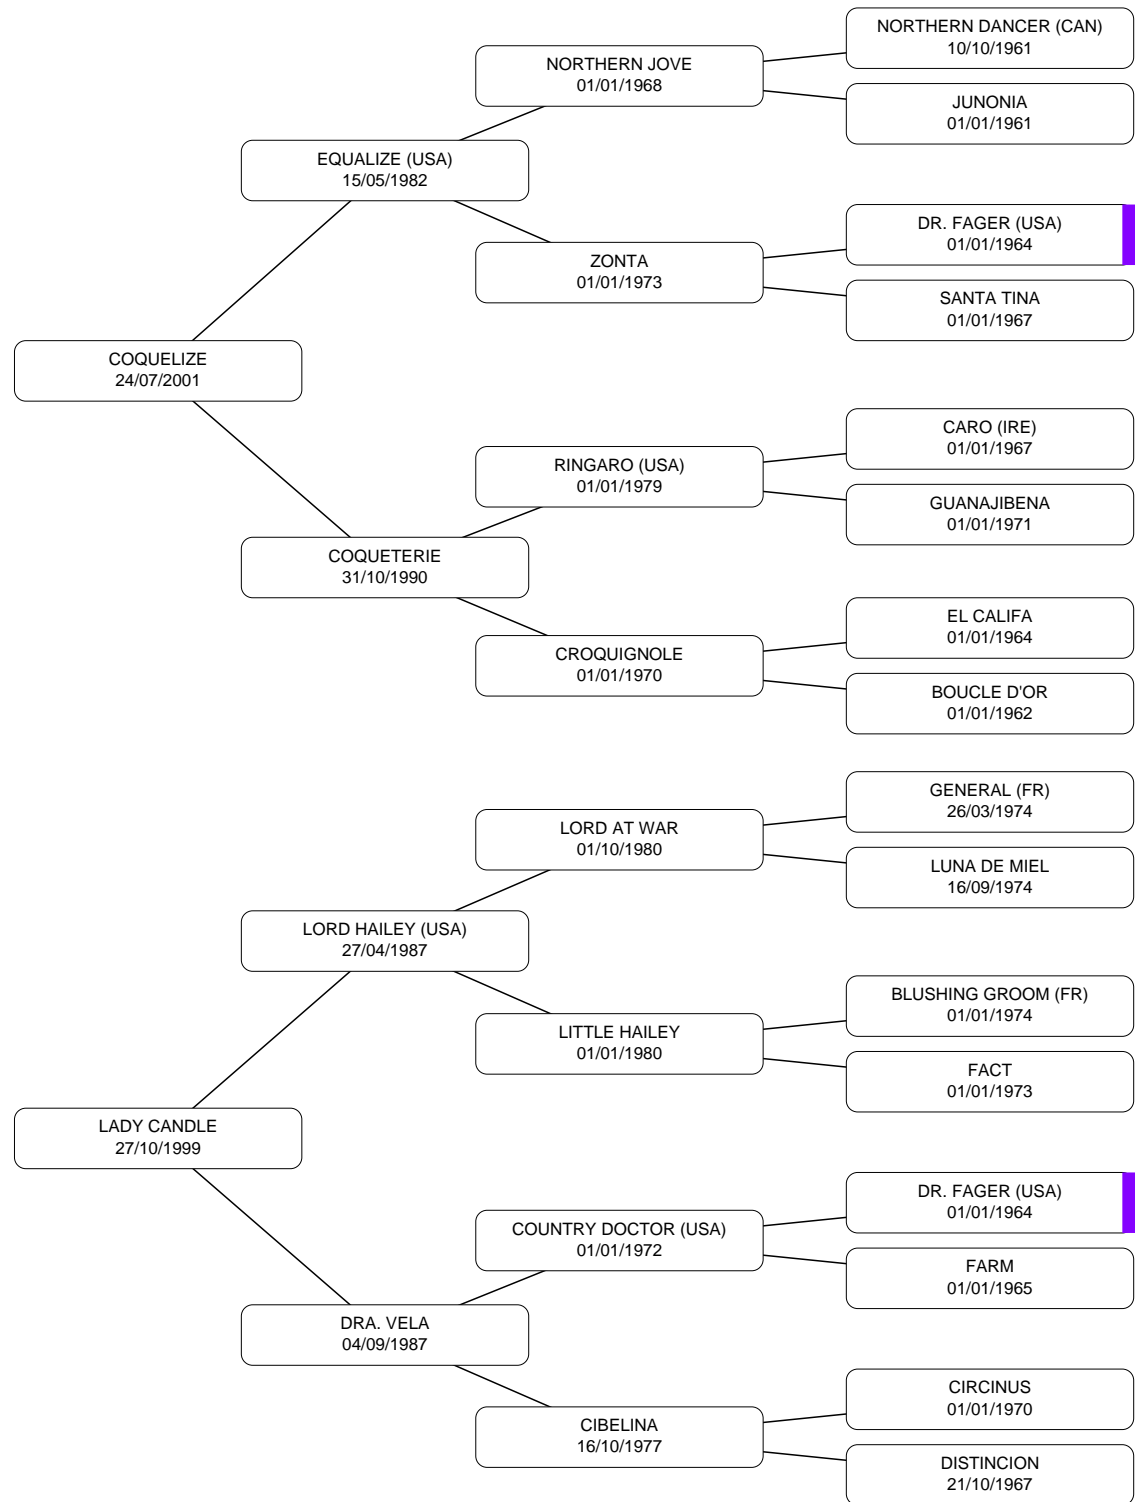 NORTHERN DANCER (CAN)
10/10/1961
NORTHERN JOVE
01/01/1968
JUNONIA
01/01/1961
EQUALIZE (USA)
15/05/1982
DR. FAGER (USA)
01/01/1964
ZONTA
01/01/1973
SANTA TINA
01/01/1967
COQUELIZE
24/07/2001
CARO (IRE)
01/01/1967
RINGARO (USA)
01/01/1979
GUANAJIBENA
01/01/1971
COQUETERIE
31/10/1990
EL CALIFA
01/01/1964
CROQUIGNOLE
01/01/1970
BOUCLE D'OR
01/01/1962
GENERAL (FR)
26/03/1974
LORD AT WAR
01/10/1980
LUNA DE MIEL
16/09/1974
LORD HAILEY (USA)
27/04/1987
BLUSHING GROOM (FR)
01/01/1974
LITTLE HAILEY
01/01/1980
FACT
01/01/1973
LADY CANDLE
27/10/1999
DR. FAGER (USA)
01/01/1964
COUNTRY DOCTOR (USA)
01/01/1972
FARM
01/01/1965
DRA. VELA
04/09/1987
CIRCINUS
01/01/1970
CIBELINA
16/10/1977
DISTINCION
21/10/1967